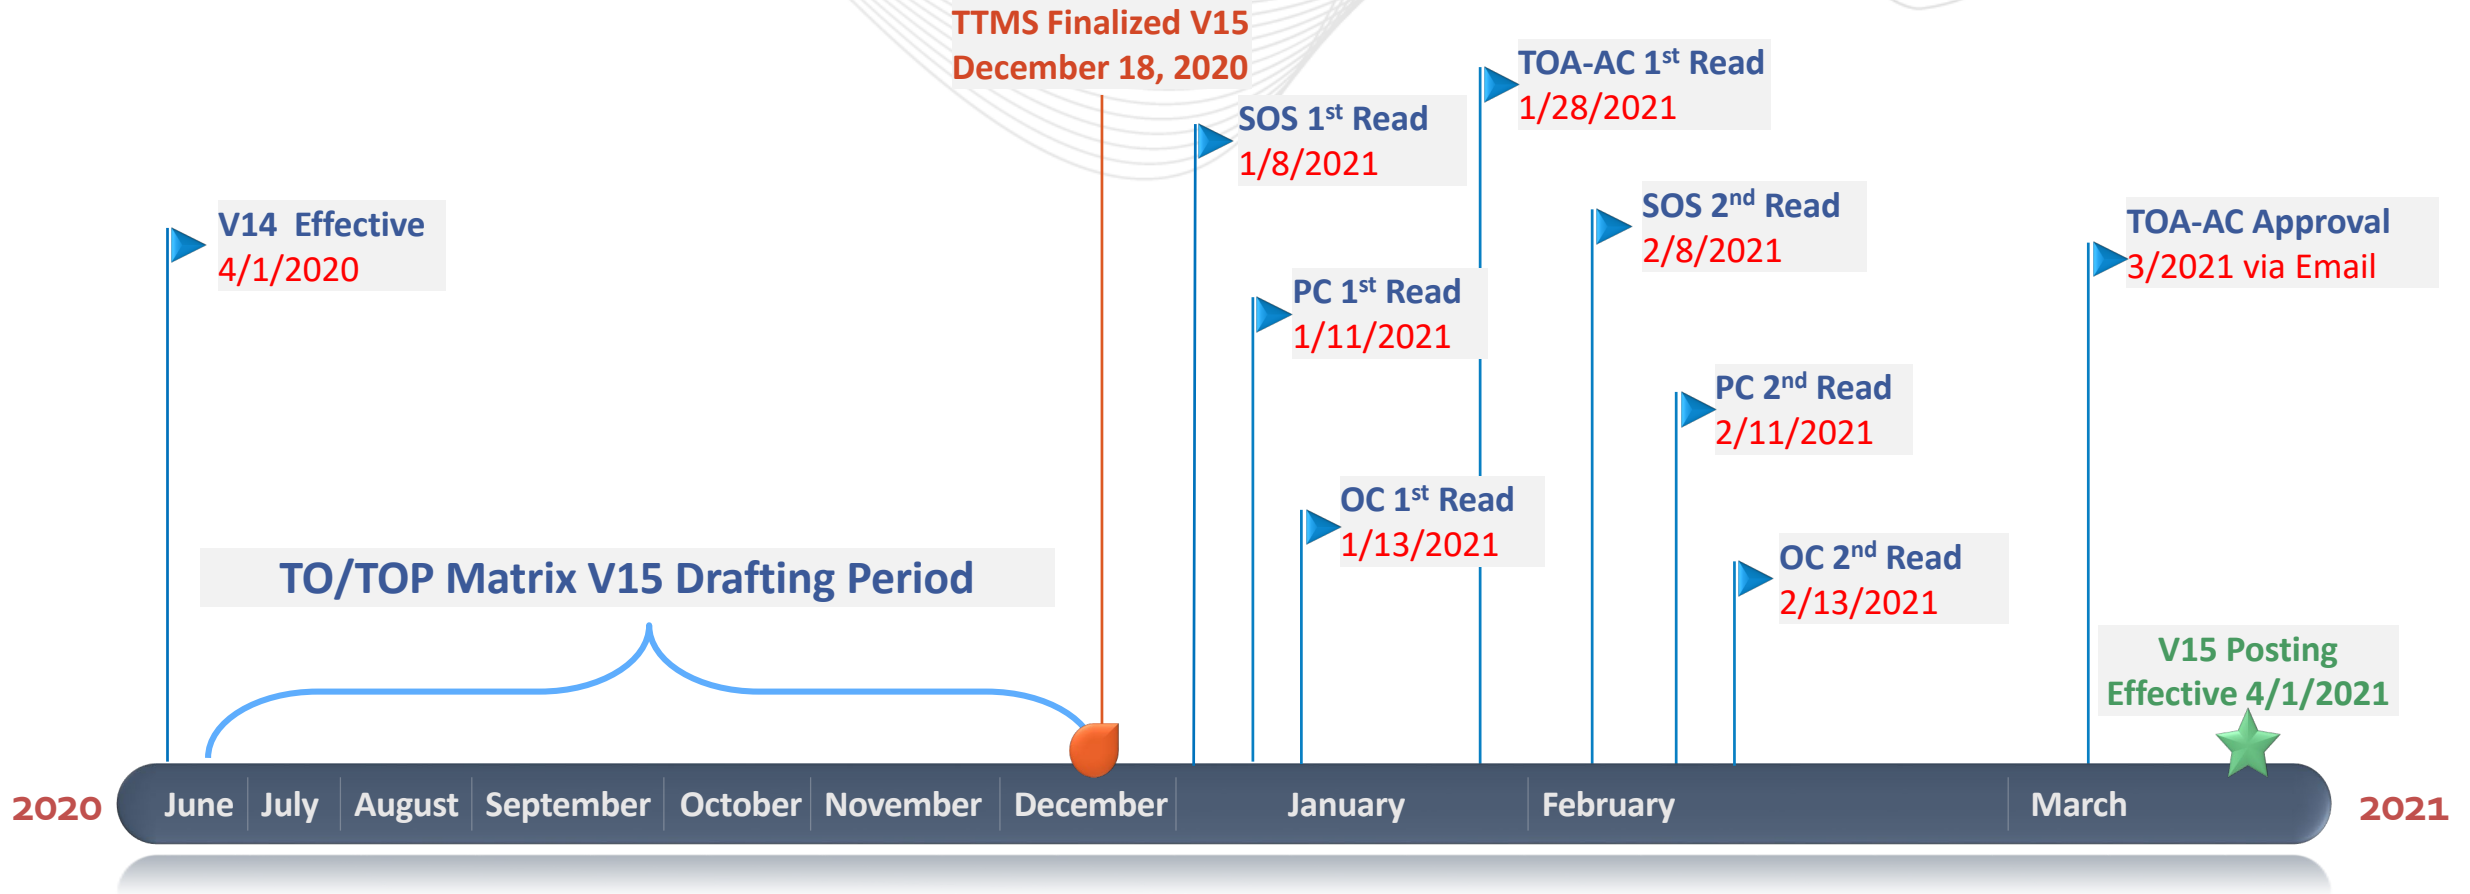 TTMS Finalized V15
December 18, 2020
TOA-AC 1st Read
1/28/2021
SOS 1st Read
1/8/2021
V14 Effective
4/1/2020
SOS 2nd Read
2/8/2021
TOA-AC Approval
3/2021 via Email
PC 1st Read
1/11/2021
PC 2nd Read
2/11/2021
OC 1st Read
1/13/2021
TO/TOP Matrix V15 Drafting Period
OC 2nd Read
2/13/2021
V15 Posting
Effective 4/1/2021
2020 June July August September October November December January February March 2021